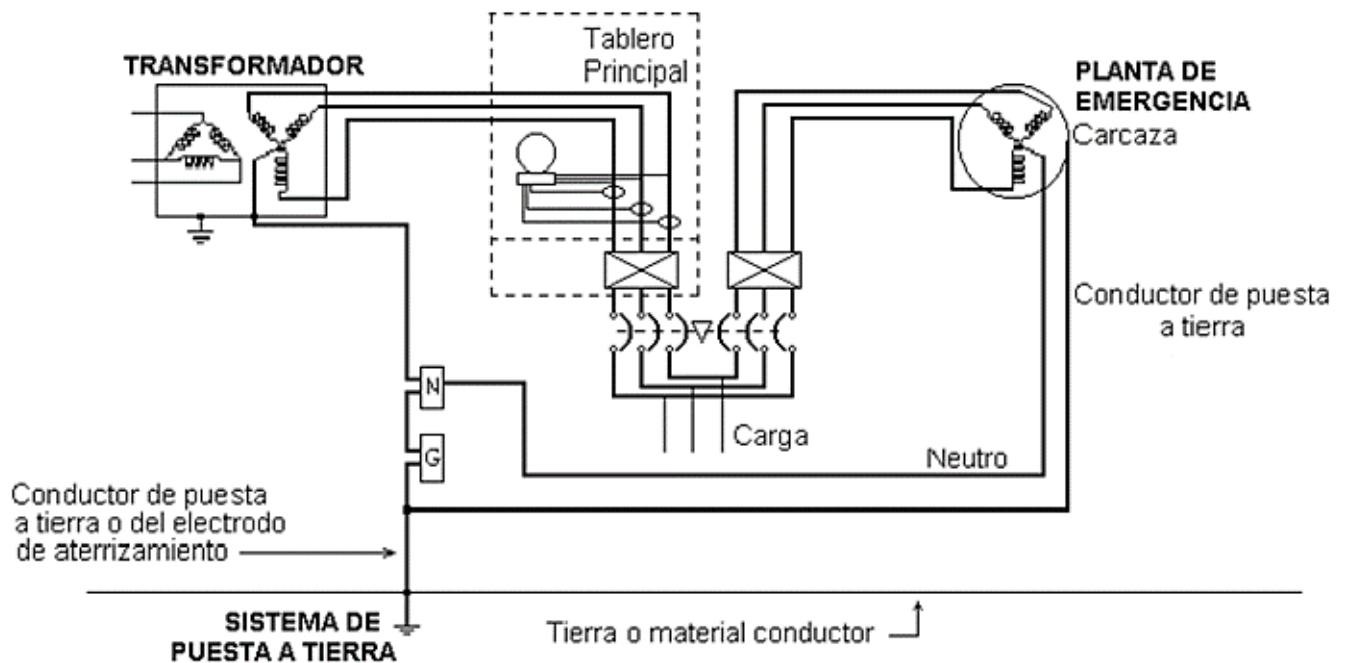 Tablero
Principal
TRANSFORMADOR
PLANTA DE
EMERGENCIA
Carcaza
Conductor de puesta
a tierra
N
Carga
G
Neutro
Conductor de puesta
a tierra o del electrodo
de aterrizamiento
SISTEMA DE
PUESTA A TIERRA
Tierra o material conductor